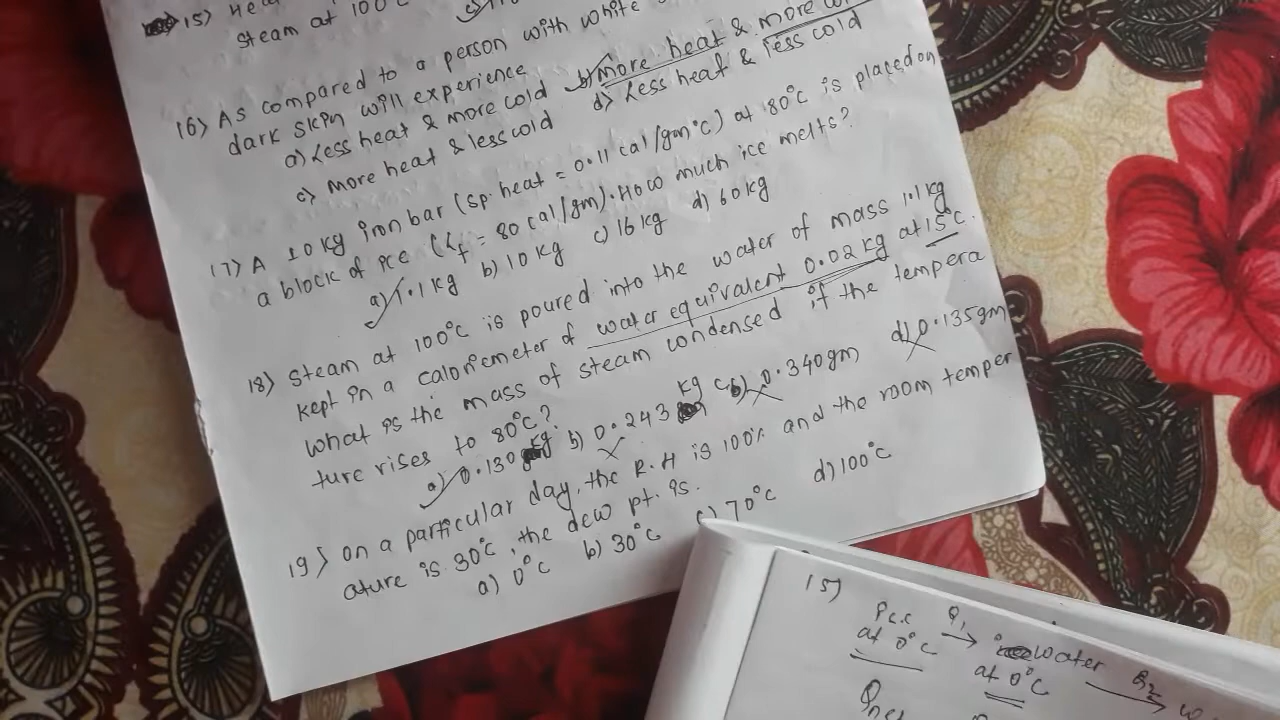 15) Hea
steam at 100°C
16) As compared to a person with white
dark skin will experience
a) Less heat & more cold b) more heat & more co
c) more heat & less cold d) Less heat & less cold
17) A 10 kg iron bar (sp. heat = 0.11 cal/gm°C) at 80°C is placed on
a block of ice (Lf = 80 cal/gm). How much ice melts?
a) 1.1 kg b) 10 kg c) 16 kg d) 60 kg
18) Steam at 100°C is poured into the water of mass 1.1 kg
kept in a calorimeter of water equivalent 0.02 kg at 15°C.
What is the mass of steam condensed if the tempera
ture rises to 80°C?
a) 0.130 kg b) 0.243 kg c) 0.340 gm d) 0.135 gm
19) On a particular day, the R.H is 100% and the room temper
ature is 30°C, the dew pt. is.
a) 0°C b) 30°C c) 70°C d) 100°C
15)
ice Q1 water Q2
at 0°C at 0°C
Qnet